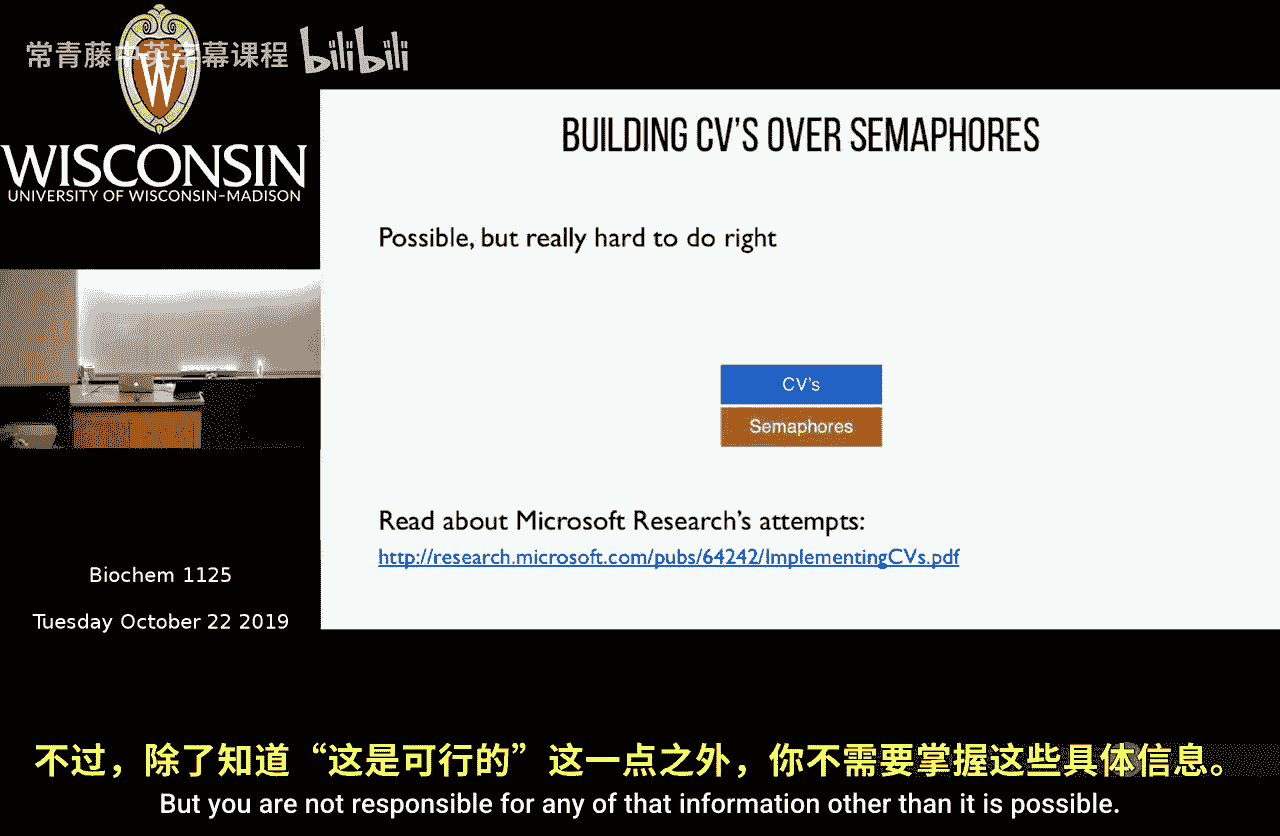 常青藤中英字幕课程 bilibili
W
WISCONSIN
UNIVERSITY OF WISCONSIN-MADISON
BUILDING CV'S OVER SEMAPHORES
Possible, but really hard to do right
CV's
Semaphores
Read about Microsoft Research's attempts:
http://research.microsoft.com/pubs/64242/ImplementingCVs.pdf
Biochem 1125
Tuesday October 22 2019
不过，除了知道“这是可行的”这一点之外，你不需要掌握这些具体信息。
But you are not responsible for any of that information other than it is possible.